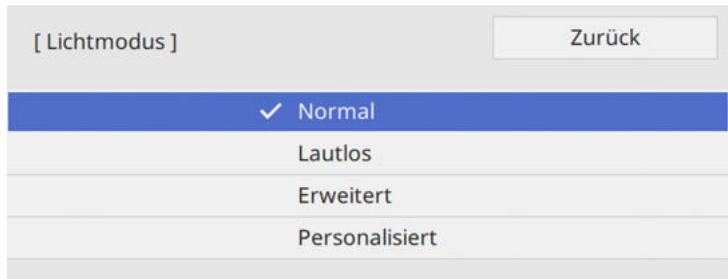 [ Lichtmodus ]
Zurück
Normal
Lautlos
Erweitert
Personalisiert